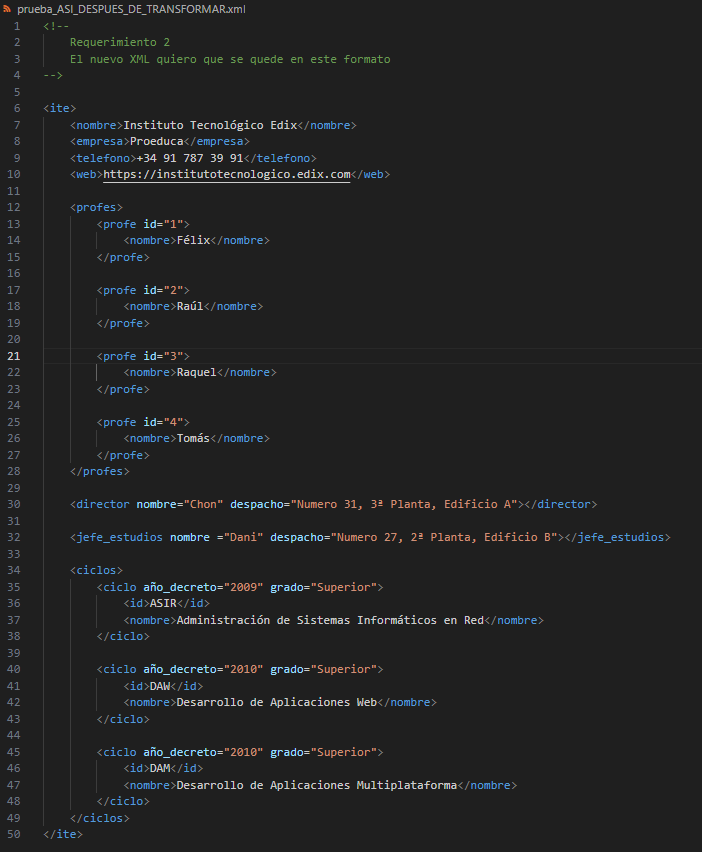 prueba_ASI_DESPUES_DE_TRANSFORMAR.xml
1 <!--
2 Requerimiento 2
3 El nuevo XML quiero que se quede en este formato
4 -->
5
6 <ite>
7 <nombre>Instituto Tecnológico Edix</nombre>
8 <empresa>Proeduca</empresa>
9 <telefono>+34 91 787 39 91</telefono>
10 <web>https://institutotecnologico.edix.com</web>
11
12 <profes>
13 <profe id="1">
14 <nombre>Félix</nombre>
15 </profe>
16
17 <profe id="2">
18 <nombre>Raúl</nombre>
19 </profe>
20
21 <profe id="3">
22 <nombre>Raquel</nombre>
23 </profe>
24
25 <profe id="4">
26 <nombre>Tomás</nombre>
27 </profe>
28 </profes>
29
30 <director nombre="Chon" despacho="Numero 31, 3ª Planta, Edificio A"></director>
31
32 <jefe_estudios nombre ="Dani" despacho="Numero 27, 2ª Planta, Edificio B"></jefe_estudios>
33
34 <ciclos>
35 <ciclo año_decreto="2009" grado="Superior">
36 <id>ASIR</id>
37 <nombre>Administración de Sistemas Informáticos en Red</nombre>
38 </ciclo>
39
40 <ciclo año_decreto="2010" grado="Superior">
41 <id>DAW</id>
42 <nombre>Desarrollo de Aplicaciones Web</nombre>
43 </ciclo>
44
45 <ciclo año_decreto="2010" grado="Superior">
46 <id>DAM</id>
47 <nombre>Desarrollo de Aplicaciones Multiplataforma</nombre>
48 </ciclo>
49 </ciclos>
50 </ite>